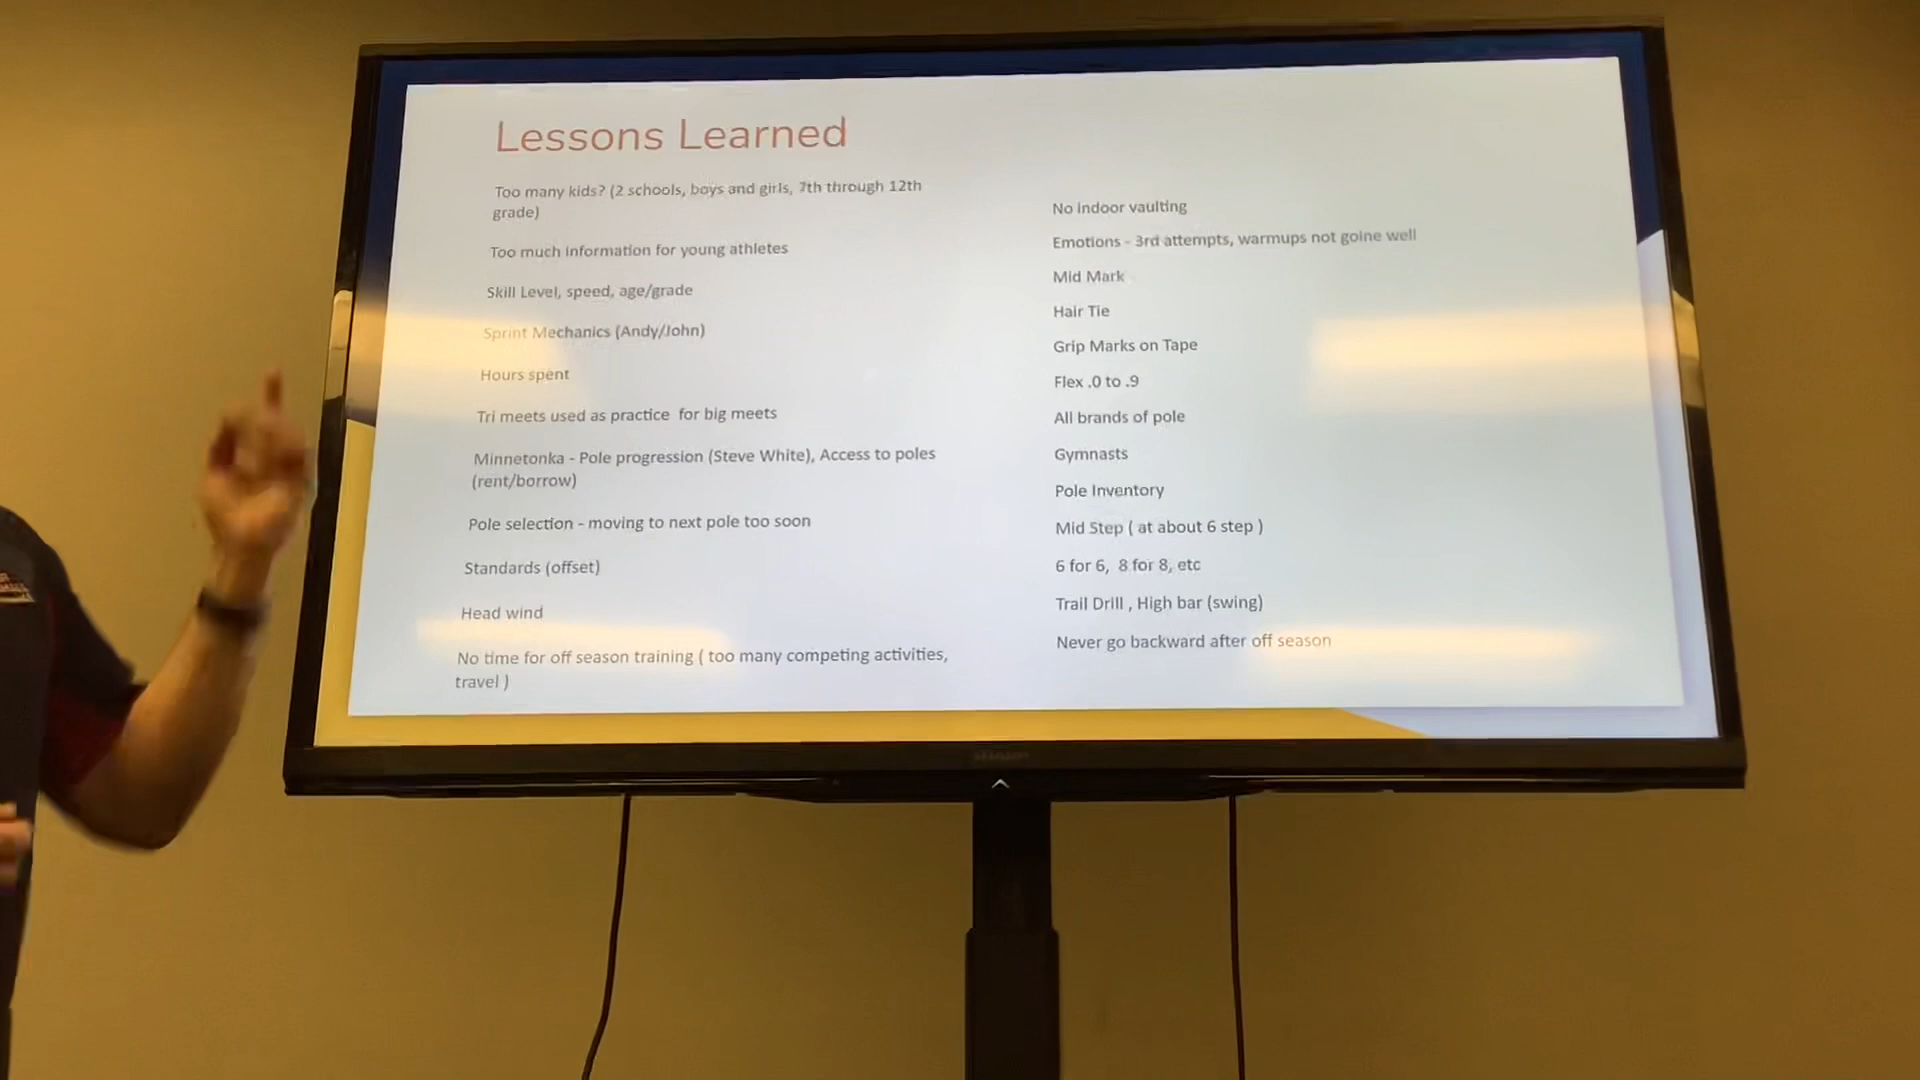 Lessons Learned
Too many kids? (2 schools, boys and girls, 7th through 12th
grade)
Too much information for young athletes
Skill Level, speed, age/grade
Sprint Mechanics (Andy/John)
Hours spent
Tri meets used as practice for big meets
Minnetonka - Pole progression (Steve White), Access to poles
(rent/borrow)
Pole selection - moving to next pole too soon
Standards (offset)
Head wind
No time for off season training ( too many competing activities,
travel )
No indoor vaulting
Emotions - 3rd attempts, warmups not goine well
Mid Mark
Hair Tie
Grip Marks on Tape
Flex .0 to .9
All brands of pole
Gymnasts
Pole Inventory
Mid Step ( at about 6 step )
6 for 6, 8 for 8, etc
Trail Drill , High bar (swing)
Never go backward after off season